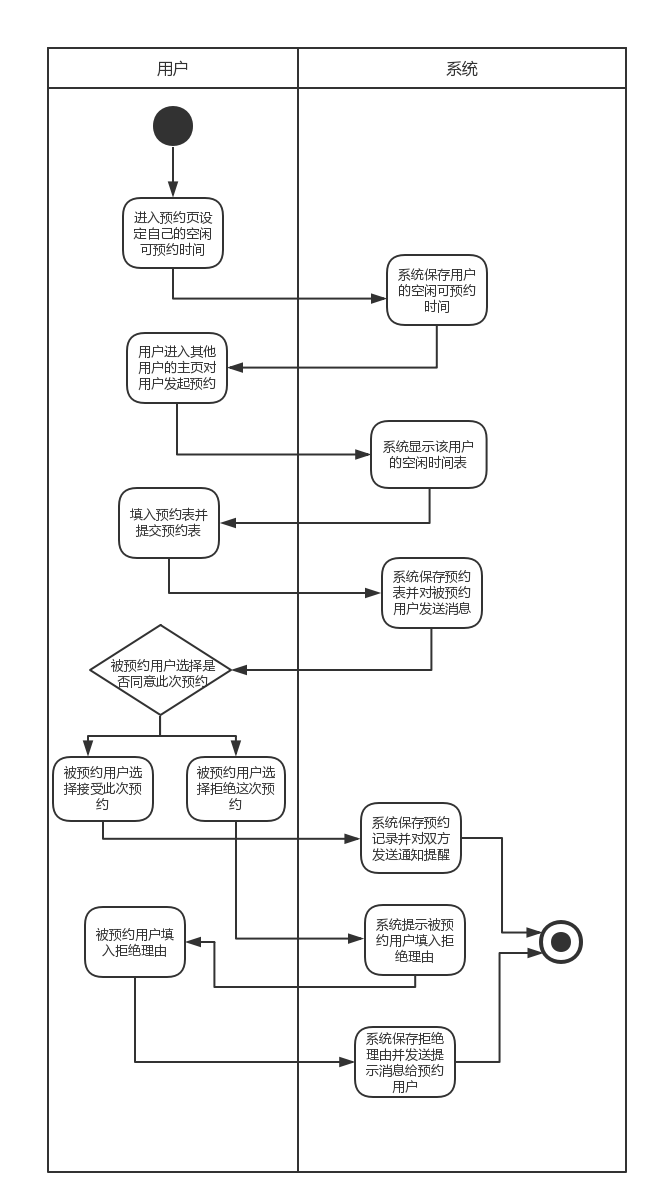 用户
系统
进入预约页设
定自己的空闲
可预约时间
系统保存用户
的空闲可预约
时间
用户进入其他
用户的主页对
用户发起预约
系统显示该用户
的空闲时间表
填入预约表并
提交预约表
系统保存预约
表并对被预约
用户发送消息
被预约用户选择是
否同意此次预约
被预约用户选
择接受此次预
约
被预约用户选
择拒绝这次预
约
系统保存预约
记录并对双方
发送通知提醒
被预约用户填
入拒绝理由
系统提示被预
约用户填入拒
绝理由
系统保存拒绝
理由并发送提
示消息给预约
用户